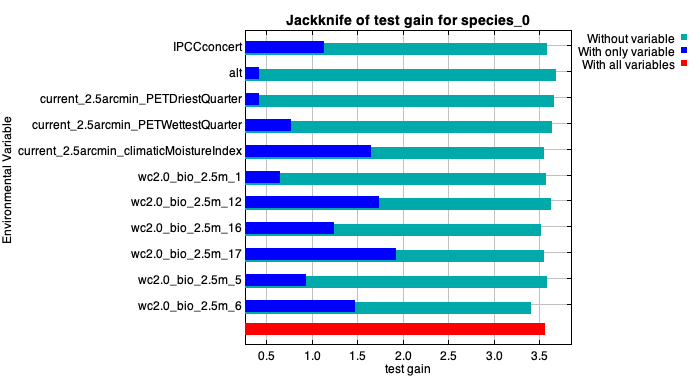 Jackknife of test gain for species_0
Without variable
With only variable
With all variables
Environmental Variable
IPCCconcert
alt
current_2.5arcmin_PETDriestQuarter
current_2.5arcmin_PETWettestQuarter
current_2.5arcmin_climaticMoistureIndex
wc2.0_bio_2.5m_1
wc2.0_bio_2.5m_12
wc2.0_bio_2.5m_16
wc2.0_bio_2.5m_17
wc2.0_bio_2.5m_5
wc2.0_bio_2.5m_6
0.5 1.0 1.5 2.0 2.5 3.0 3.5
test gain